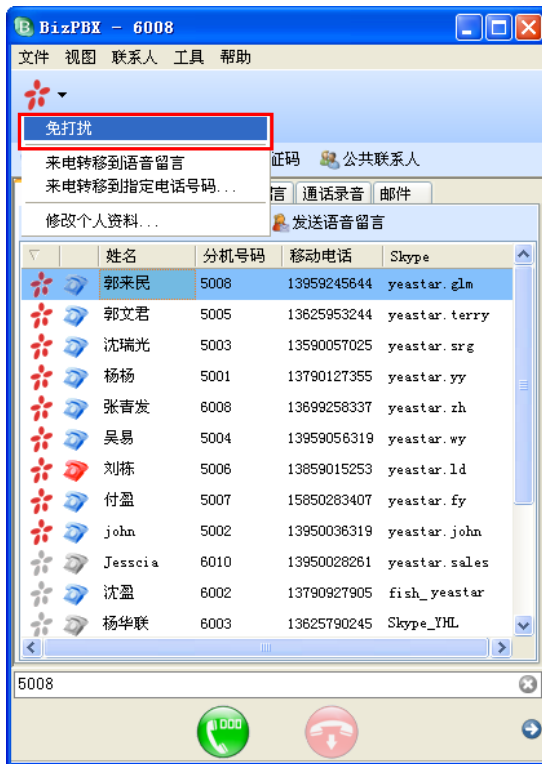 BizPBX - 6008
文件 视图 联系人 工具 帮助
免打扰
来电转移到语音留言
来电转移到指定电话号码...
修改个人资料...
证码 公共联系人
言 通话录音 邮件
发送语音留言
姓名 分机号码 移动电话 Skype
郭来民 5008 13959245644 yeastar.glm
郭文君 5005 13625953244 yeastar.terry
沈瑞光 5003 13590057025 yeastar.srg
杨杨 5001 13790127355 yeastar.yy
张青发 6008 13699258337 yeastar.zh
吴易 5004 13959056319 yeastar.wy
刘栋 5006 13859015253 yeastar.ld
付盈 5007 15850283407 yeastar.fy
john 5002 13950036319 yeastar.john
Jesscia 6010 13950028261 yeastar.sales
沈盈 6002 13790927905 fish_yeastar
杨华联 6003 13625790245 Skype_YHL
5008